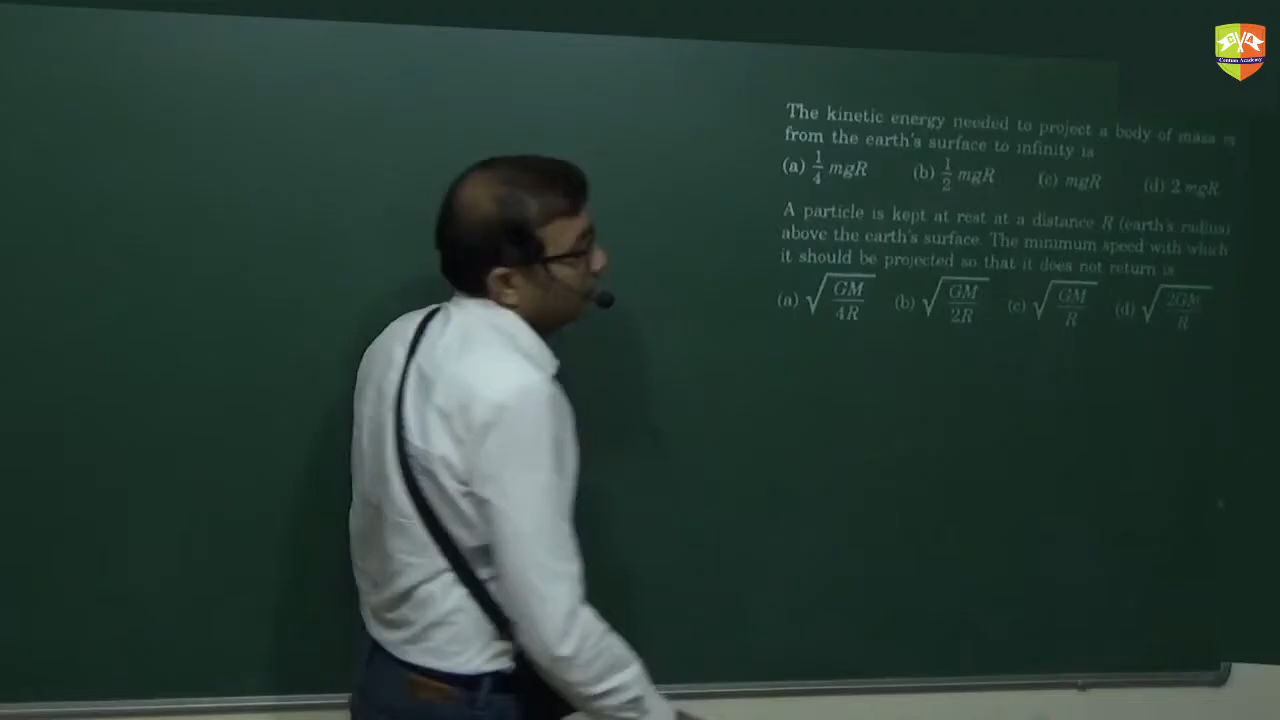 The kinetic energy needed to project a body of mass m
from the earth's surface to infinity is
(a) 1/4 mgR (b) 1/2 mgR (c) mgR (d) 2 mgR
A particle is kept at rest at a distance R (earth's radius)
above the earth's surface. The minimum speed with which
it should be projected so that it does not return is
(a) √(GM/4R) (b) √(GM/2R) (c) √(GM/R) (d) √(2GM/R)
C A
Academy